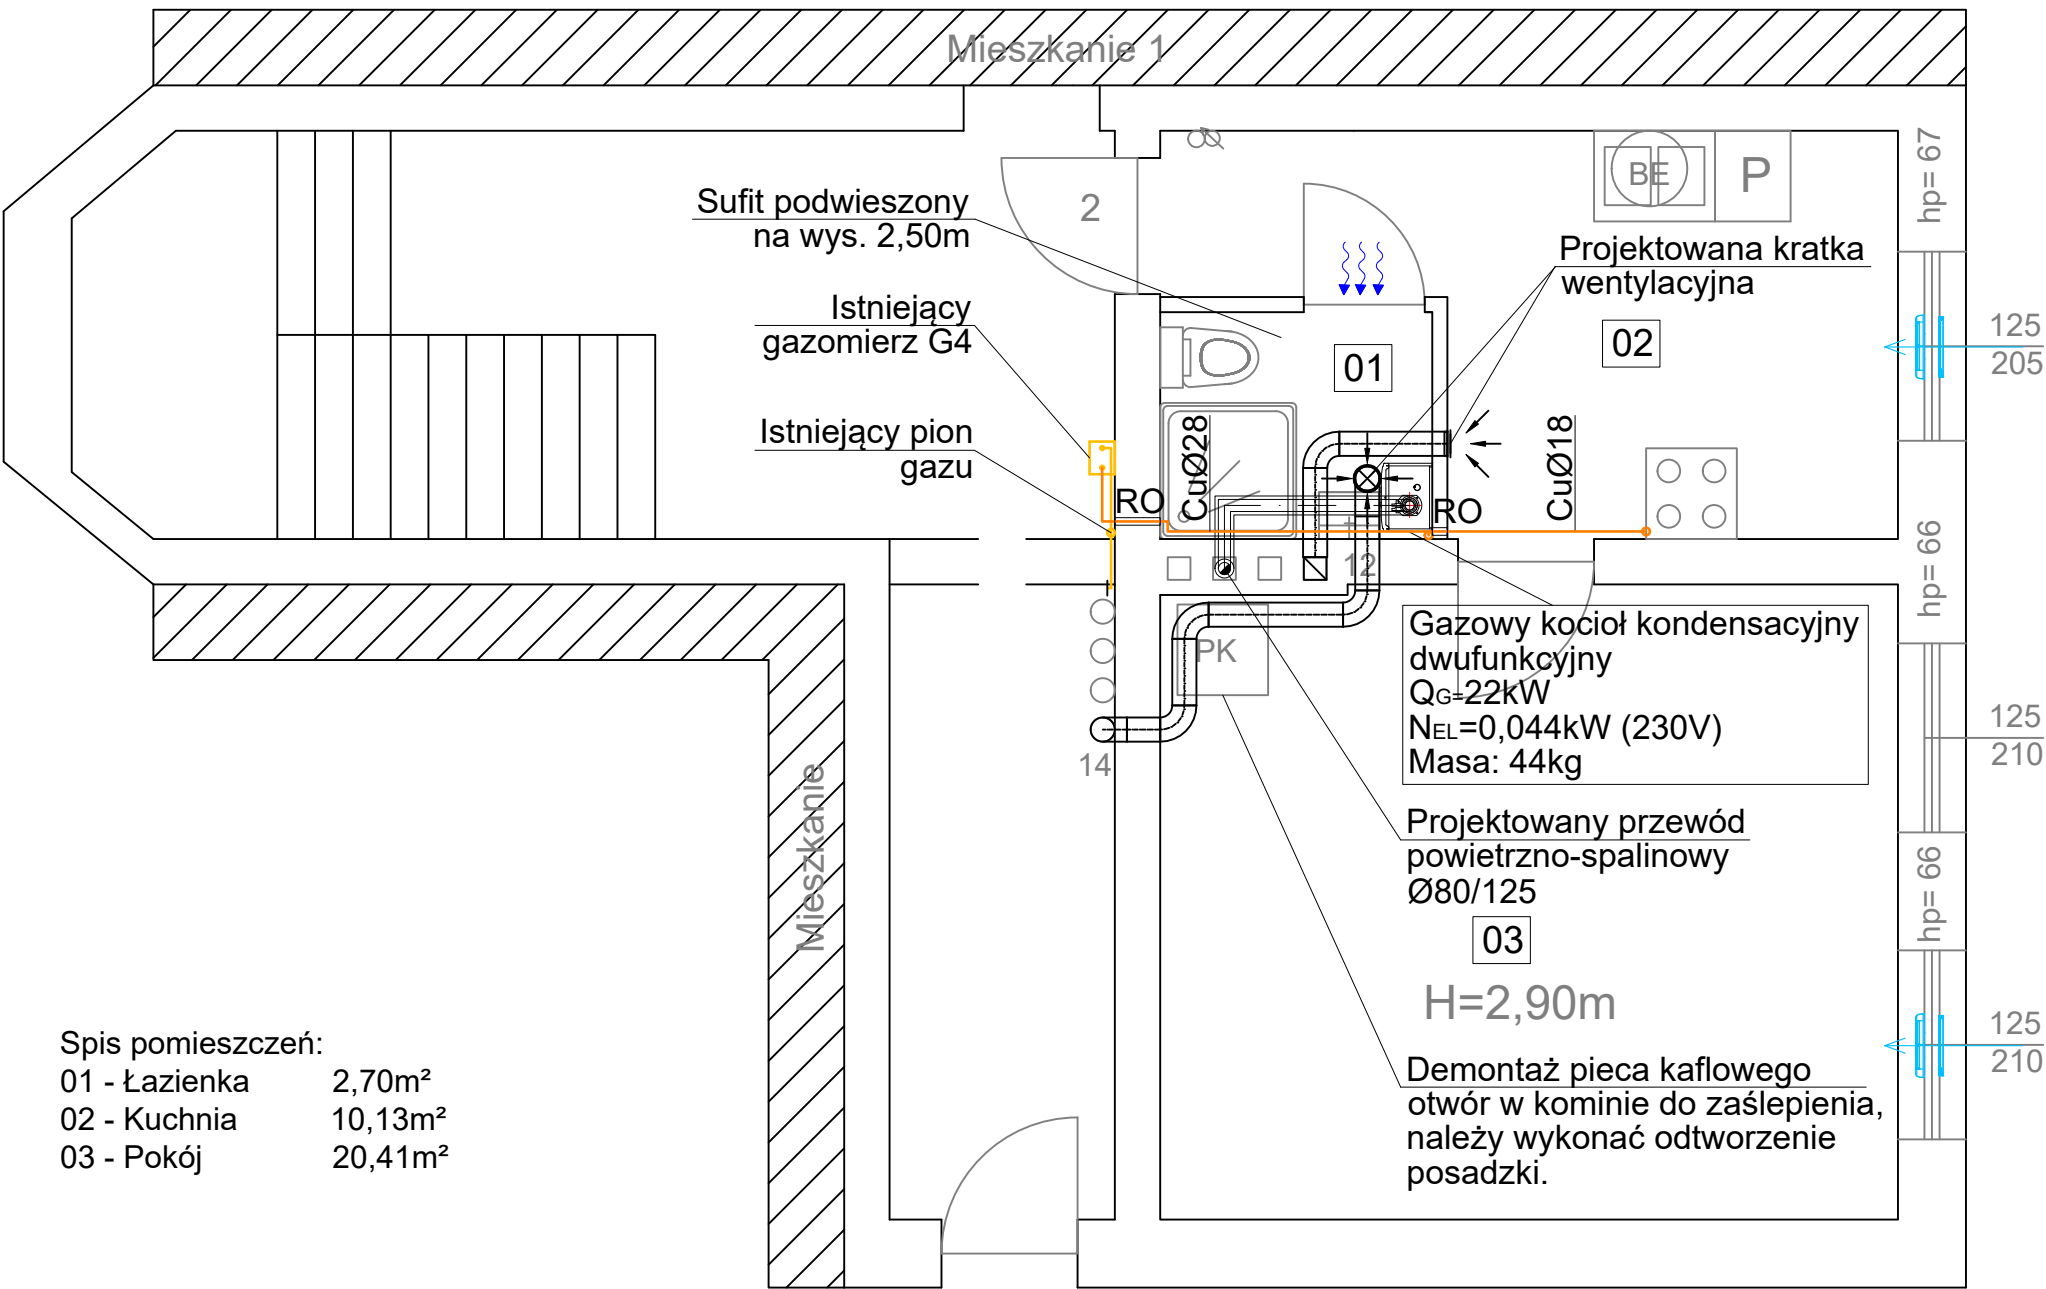 Mieszkanie 1
hp= 67
BE
P
Sufit podwieszony
na wys. 2,50m
2
Projektowana kratka
wentylacyjna
Istniejący
gazomierz G4
01
02
125
205
Istniejący pion
gazu
RO
CuØ28
RO
CuØ18
12
hp= 66
PK
14
Gazowy kocioł kondensacyjny
dwufunkcyjny
QG=22kW
NEL=0,044kW (230V)
Masa: 44kg
125
210
Mieszkanie
Projektowany przewód
powietrzno-spalinowy
Ø80/125
hp= 66
03
H=2,90m
125
210
Demontaż pieca kaflowego
otwór w kominie do zaślepienia,
należy wykonać odtworzenie
posadzki.
Spis pomieszczeń:
01 - Łazienka 2,70m²
02 - Kuchnia 10,13m²
03 - Pokój 20,41m²